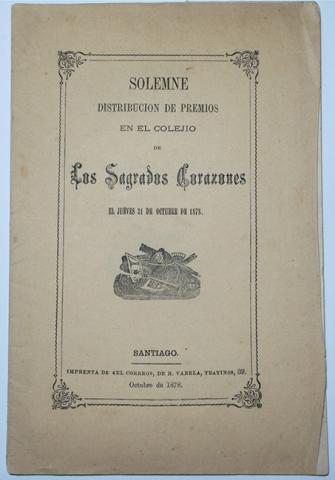 SOLEMNE
DISTRIBUCION DE PREMIOS
EN EL COLEJIO
DE
Los Sagrados Corazones
EL JUEVES 31 DE OCTUBRE DE 1878.
SANTIAGO.
IMPRENTA DE «EL CORREO», DE R. VARELA, TEATINOS, 39.
Octubre de 1878.